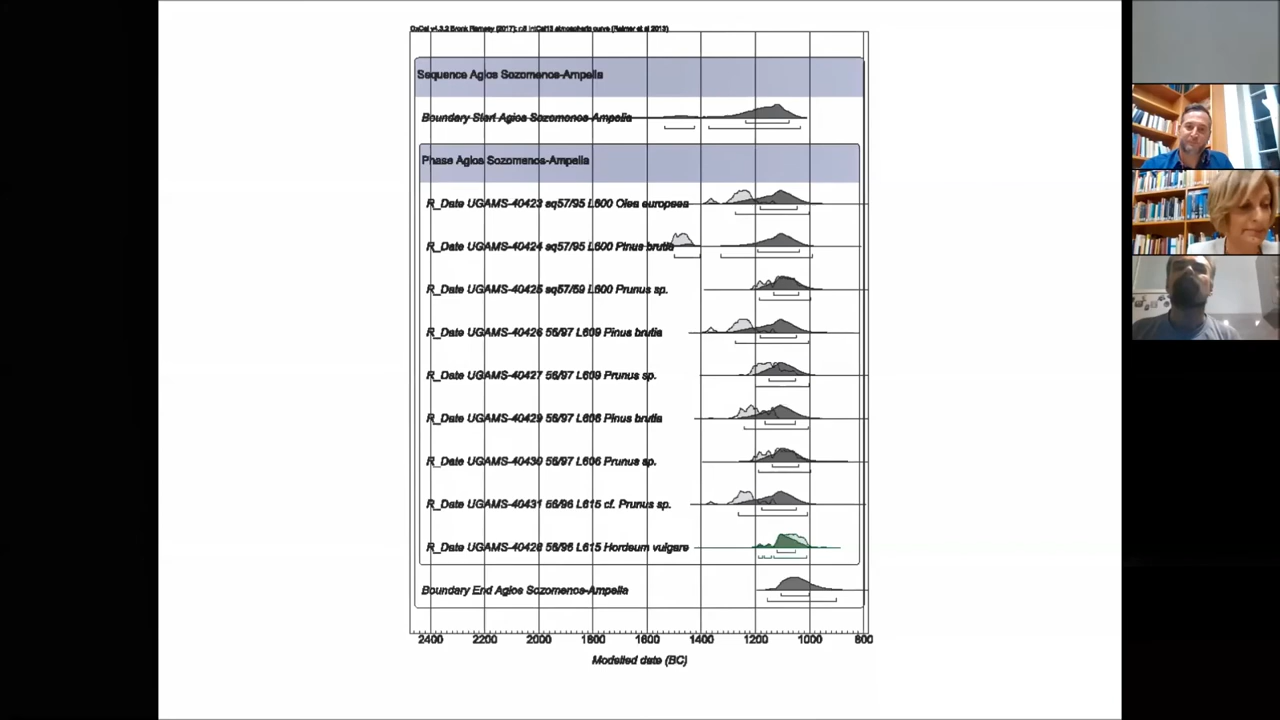 OxCal v4.3.2 Bronk Ramsey (2017); r:5 IntCal13 atmospheric curve (Reimer et al 2013)
Sequence Agios Sozomenos-Ampelia
Boundary Start Agios Sozomenos-Ampelia
Phase Agios Sozomenos-Ampelia
R_Date UGAMS-40423 sq57/95 L600 Olea europaea
R_Date UGAMS-40424 sq57/95 L600 Pinus brutia
R_Date UGAMS-40425 sq57/59 L600 Prunus sp.
R_Date UGAMS-40426 56/97 L609 Pinus brutia
R_Date UGAMS-40427 56/97 L609 Prunus sp.
R_Date UGAMS-40429 56/97 L606 Pinus brutia
R_Date UGAMS-40430 56/97 L606 Prunus sp.
R_Date UGAMS-40431 56/96 L615 cf. Prunus sp.
R_Date UGAMS-40428 56/96 L615 Hordeum vulgare
Boundary End Agios Sozomenos-Ampelia
2400 2200 2000 1800 1600 1400 1200 1000 800
Modelled date (BC)